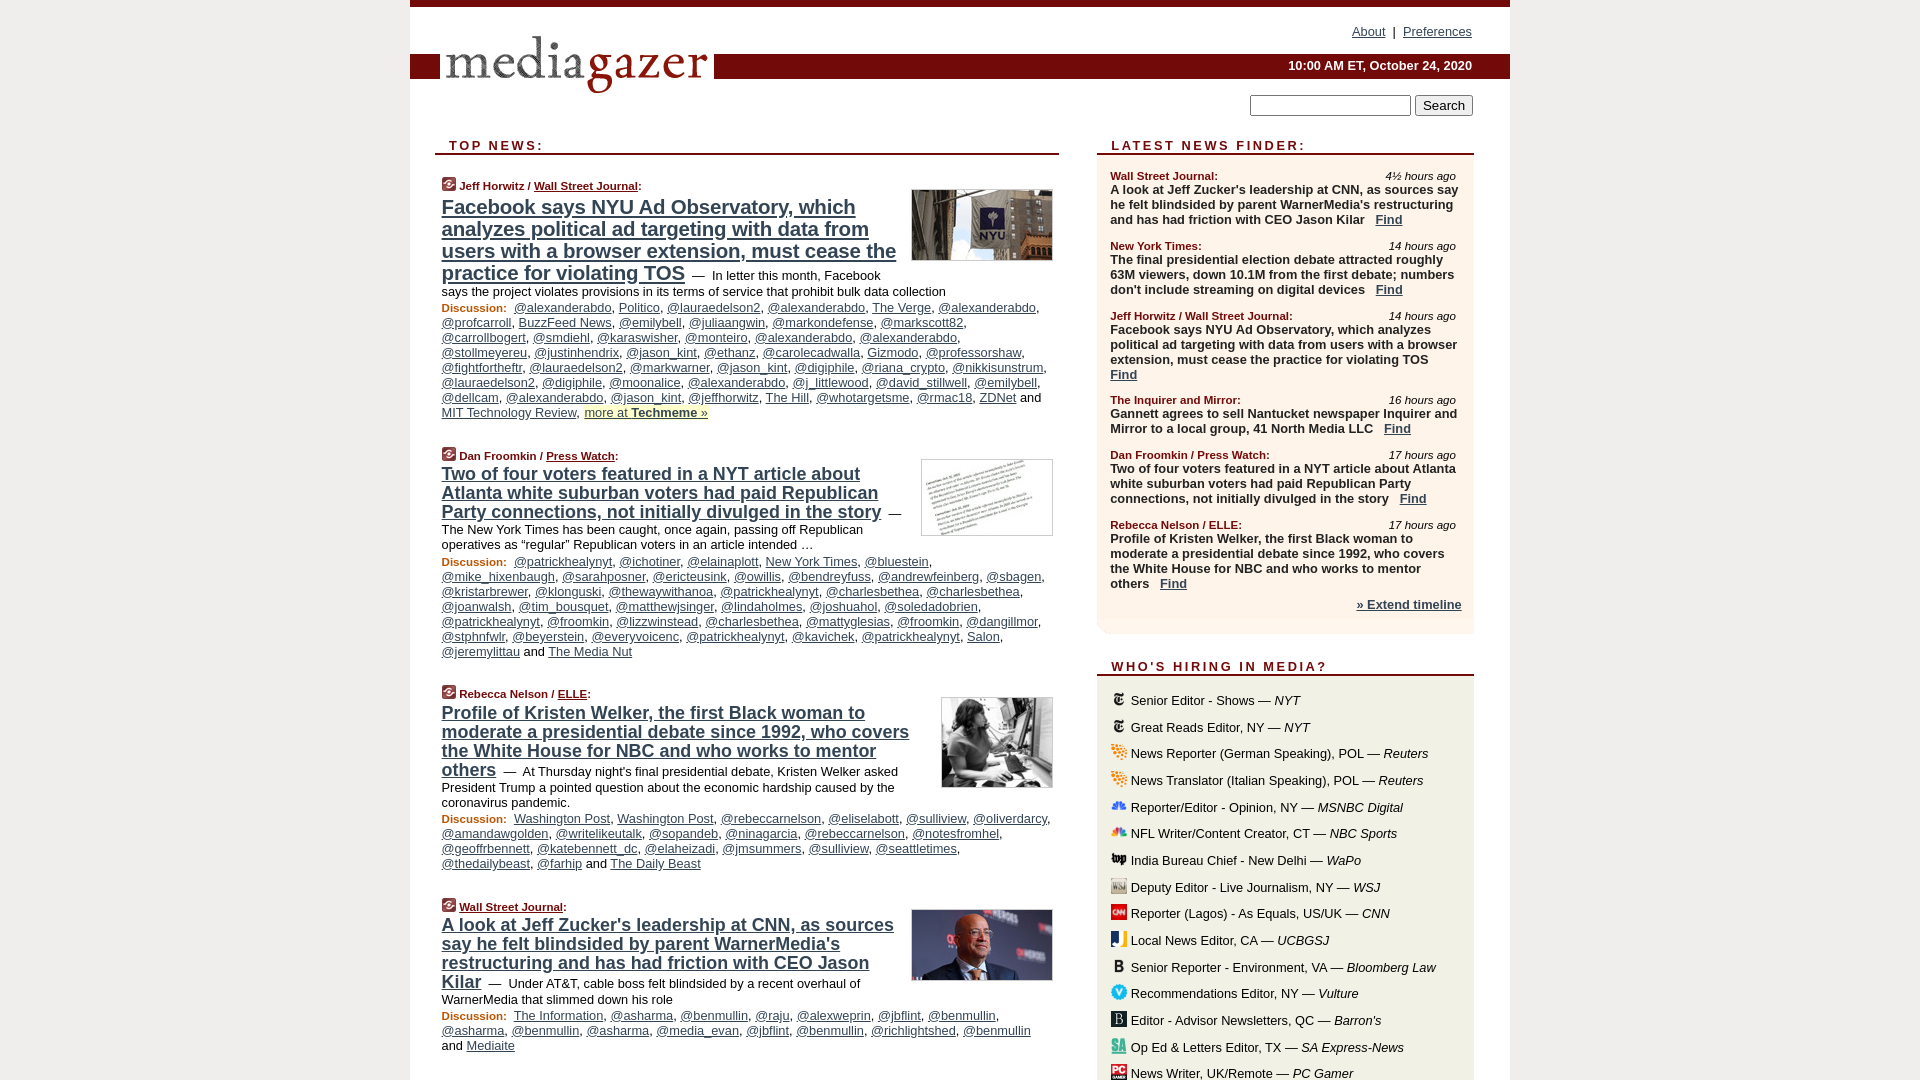 About | Preferences
mediagazer
10:00 AM ET, October 24, 2020
Search
TOP NEWS:
Jeff Horwitz / Wall Street Journal:
Facebook says NYU Ad Observatory, which
analyzes political ad targeting with data from
users with a browser extension, must cease the
practice for violating TOS — In letter this month, Facebook
says the project violates provisions in its terms of service that prohibit bulk data collection
NYU
Discussion: @alexanderabdo, Politico, @lauraedelson2, @alexanderabdo, The Verge, @alexanderabdo,
@profcarroll, BuzzFeed News, @emilybell, @juliaangwin, @markondefense, @markscott82,
@carrollbogert, @smdiehl, @karaswisher, @monteiro, @alexanderabdo, @alexanderabdo,
@stollmeyereu, @justinhendrix, @jason_kint, @ethanz, @carolecadwalla, Gizmodo, @professorshaw,
@fightfortheftr, @lauraedelson2, @markwarner, @jason_kint, @digiphile, @riana_crypto, @nikkisunstrum,
@lauraedelson2, @digiphile, @moonalice, @alexanderabdo, @j_littlewood, @david_stillwell, @emilybell,
@dellcam, @alexanderabdo, @jason_kint, @jeffhorwitz, The Hill, @whotargetsme, @rmac18, ZDNet and
MIT Technology Review, more at Techmeme »
Dan Froomkin / Press Watch:
Two of four voters featured in a NYT article about
Atlanta white suburban voters had paid Republican
Party connections, not initially divulged in the story —
The New York Times has been caught, once again, passing off Republican
operatives as “regular” Republican voters in an article intended …
Discussion: @patrickhealynyt, @ichotiner, @elainaplott, New York Times, @bluestein,
@mike_hixenbaugh, @sarahposner, @ericteusink, @owillis, @bendreyfuss, @andrewfeinberg, @sbagen,
@kristarbrewer, @klonguski, @thewaywithanoa, @patrickhealynyt, @charlesbethea, @charlesbethea,
@joanwalsh, @tim_bousquet, @matthewjsinger, @lindaholmes, @joshuahol, @soledadobrien,
@patrickhealynyt, @froomkin, @lizzwinstead, @charlesbethea, @mattyglesias, @froomkin, @dangillmor,
@stphnfwlr, @beyerstein, @everyvoicenc, @patrickhealynyt, @kavichek, @patrickhealynyt, Salon,
@jeremylittau and The Media Nut
Rebecca Nelson / ELLE:
Profile of Kristen Welker, the first Black woman to
moderate a presidential debate since 1992, who covers
the White House for NBC and who works to mentor
others — At Thursday night's final presidential debate, Kristen Welker asked
President Trump a pointed question about the economic hardship caused by the
coronavirus pandemic.
Discussion: Washington Post, Washington Post, @rebeccarnelson, @eliselabott, @sulliview, @oliverdarcy,
@amandawgolden, @writelikeutalk, @sopandeb, @ninagarcia, @rebeccarnelson, @notesfromhel,
@geoffrbennett, @katebennett_dc, @elaheizadi, @jmsummers, @sulliview, @seattletimes,
@thedailybeast, @farhip and The Daily Beast
Wall Street Journal:
A look at Jeff Zucker's leadership at CNN, as sources
say he felt blindsided by parent WarnerMedia's
restructuring and has had friction with CEO Jason
Kilar — Under AT&T, cable boss felt blindsided by a recent overhaul of
WarnerMedia that slimmed down his role
Discussion: The Information, @asharma, @benmullin, @raju, @alexweprin, @jbflint, @benmullin,
@asharma, @benmullin, @asharma, @media_evan, @jbflint, @benmullin, @richlightshed, @benmullin
and Mediaite
LATEST NEWS FINDER:
Wall Street Journal: 4½ hours ago
A look at Jeff Zucker's leadership at CNN, as sources say
he felt blindsided by parent WarnerMedia's restructuring
and has had friction with CEO Jason Kilar Find
New York Times: 14 hours ago
The final presidential election debate attracted roughly
63M viewers, down 10.1M from the first debate; numbers
don't include streaming on digital devices Find
Jeff Horwitz / Wall Street Journal: 14 hours ago
Facebook says NYU Ad Observatory, which analyzes
political ad targeting with data from users with a browser
extension, must cease the practice for violating TOS
Find
The Inquirer and Mirror: 16 hours ago
Gannett agrees to sell Nantucket newspaper Inquirer and
Mirror to a local group, 41 North Media LLC Find
Dan Froomkin / Press Watch: 17 hours ago
Two of four voters featured in a NYT article about Atlanta
white suburban voters had paid Republican Party
connections, not initially divulged in the story Find
Rebecca Nelson / ELLE: 17 hours ago
Profile of Kristen Welker, the first Black woman to
moderate a presidential debate since 1992, who covers
the White House for NBC and who works to mentor
others Find
» Extend timeline
WHO'S HIRING IN MEDIA?
Senior Editor - Shows — NYT
Great Reads Editor, NY — NYT
News Reporter (German Speaking), POL — Reuters
News Translator (Italian Speaking), POL — Reuters
Reporter/Editor - Opinion, NY — MSNBC Digital
NFL Writer/Content Creator, CT — NBC Sports
India Bureau Chief - New Delhi — WaPo
Deputy Editor - Live Journalism, NY — WSJ
Reporter (Lagos) - As Equals, US/UK — CNN
Local News Editor, CA — UCBGSJ
Senior Reporter - Environment, VA — Bloomberg Law
Recommendations Editor, NY — Vulture
Editor - Advisor Newsletters, QC — Barron's
Op Ed & Letters Editor, TX — SA Express-News
News Writer, UK/Remote — PC Gamer